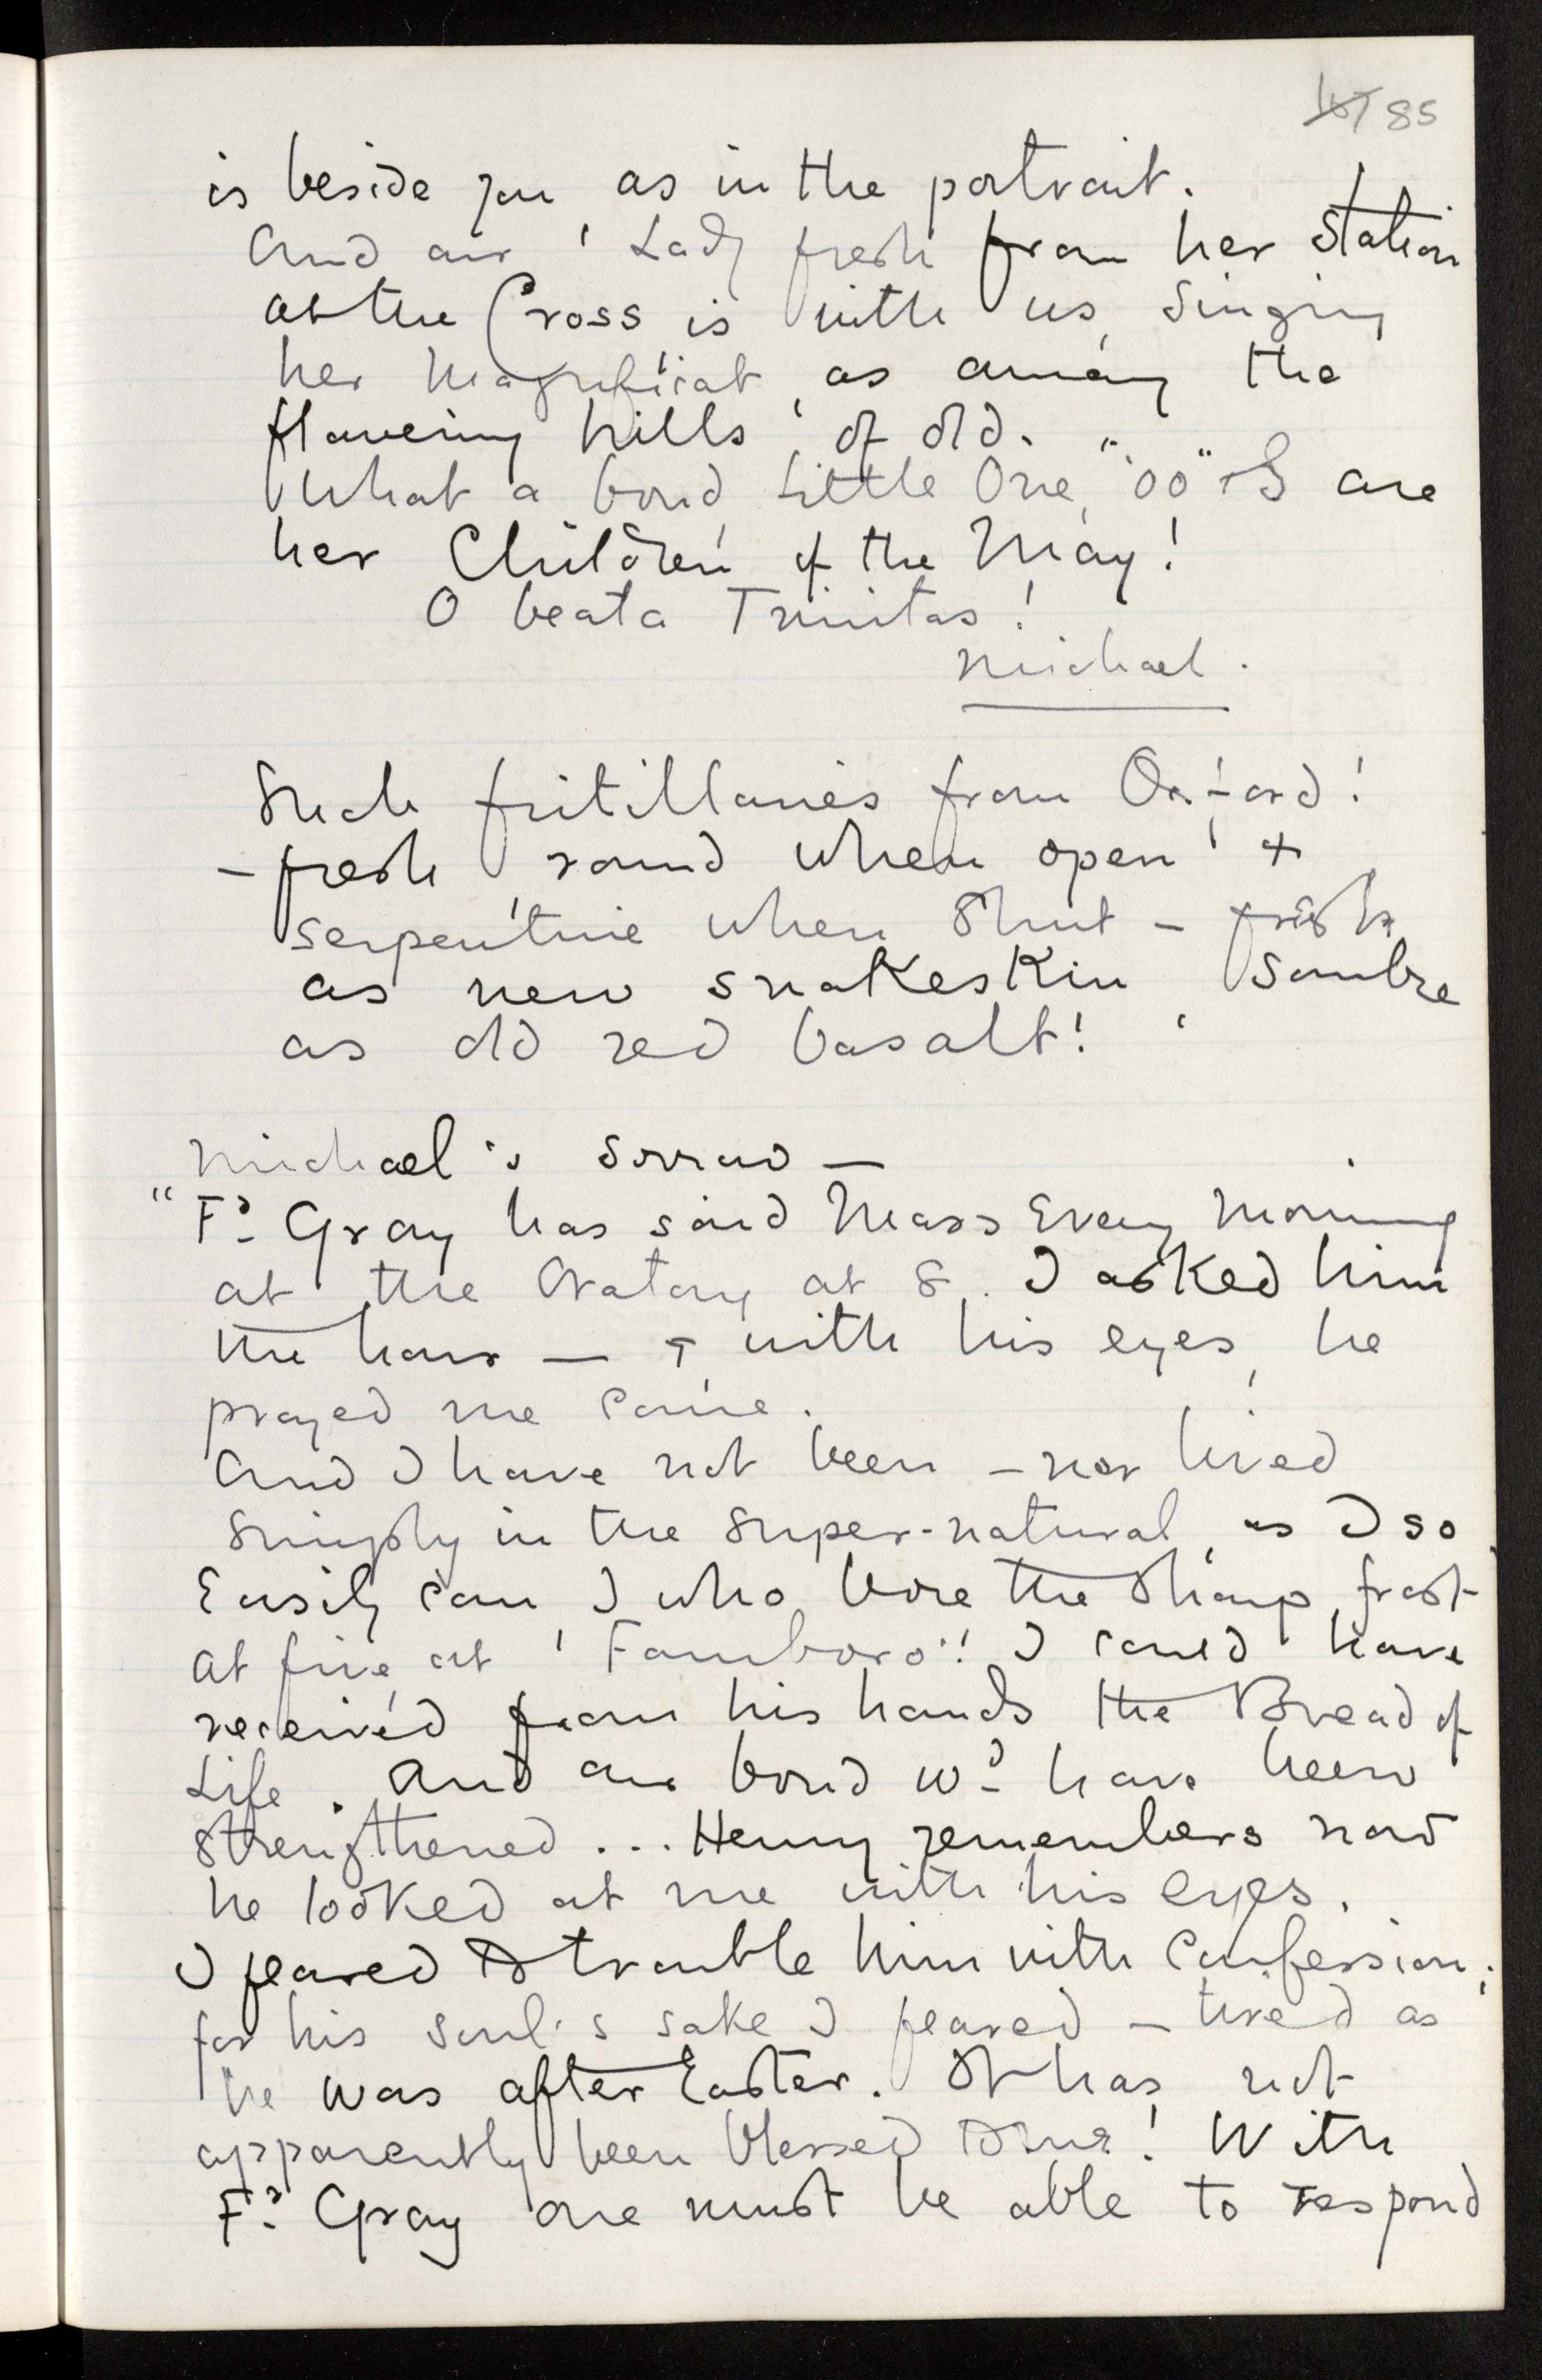 85
is beside you, as in the portrait.
And our Lady fresh from her station
at the Cross is with us, singing
her Magnificat, as among the
flowering hills, of old.
What a bond, Little One, "oo" & I are
her Children of the May!
O beata Trinitas!
Michael.
Such fritillaries from Oxford!
- fresh, round when open, +
serpentine when shut - fresh
as new snakeskin, sombre
as old red basalt!
Michael's sorrow —
"Fr. Gray has said Mass every morning
at the Oratory at 8. I asked him
the hour — & with his eyes, he
prayed me come.
And I have not been - nor lived
simply in the super-natural, as I so
easily can, I who bore the sharp frost
at five, at Farnboro'! I could have
received from his hands the Bread of
Life. And our bond wd have been
strengthened ... Henry remembers how
he looked at me with his eyes.
I feared to trouble him with Confession;
for his soul's sake I feared - tired as
he was after Easter. It has not
apparently been blessed to me! With
Fr. Gray one must be able to respond